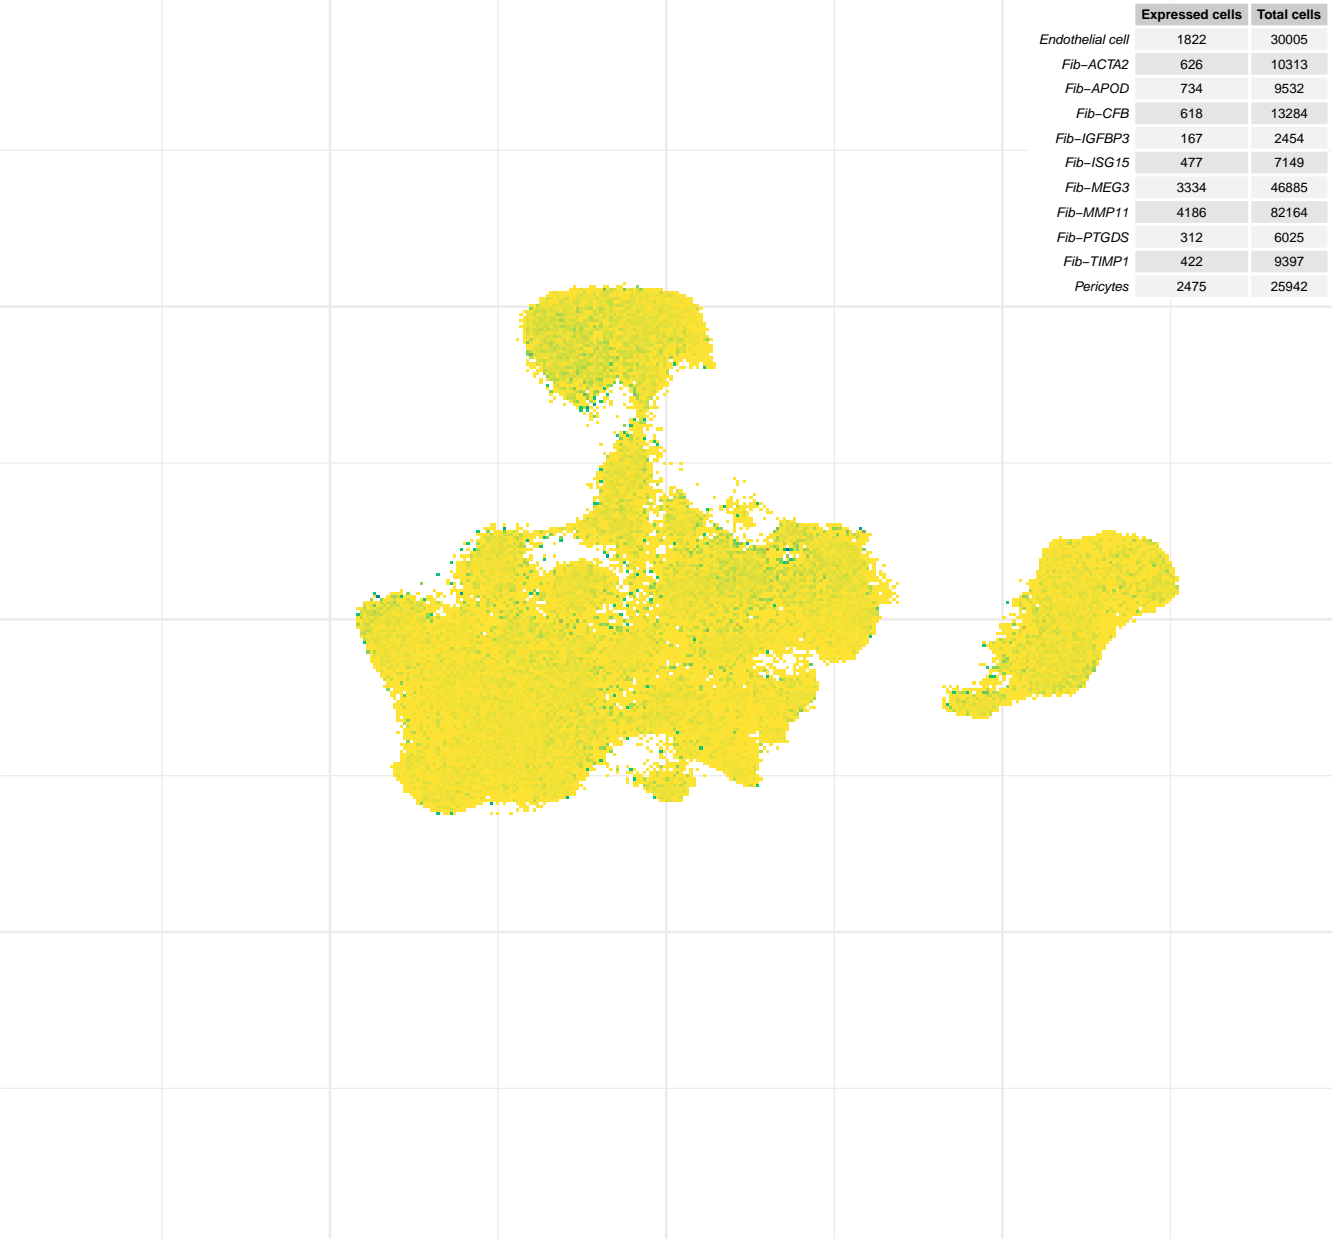 Expressed cells Total cells
Endothelial cell 1822 30005
Fib−ACTA2 626 10313
Fib−APOD 734 9532
Fib−CFB 618 13284
Fib−IGFBP3 167 2454
Fib−ISG15 477 7149
Fib−MEG3 3334 46885
Fib−MMP11 4186 82164
Fib−PTGDS 312 6025
Fib−TIMP1 422 9397
Pericytes 2475 25942